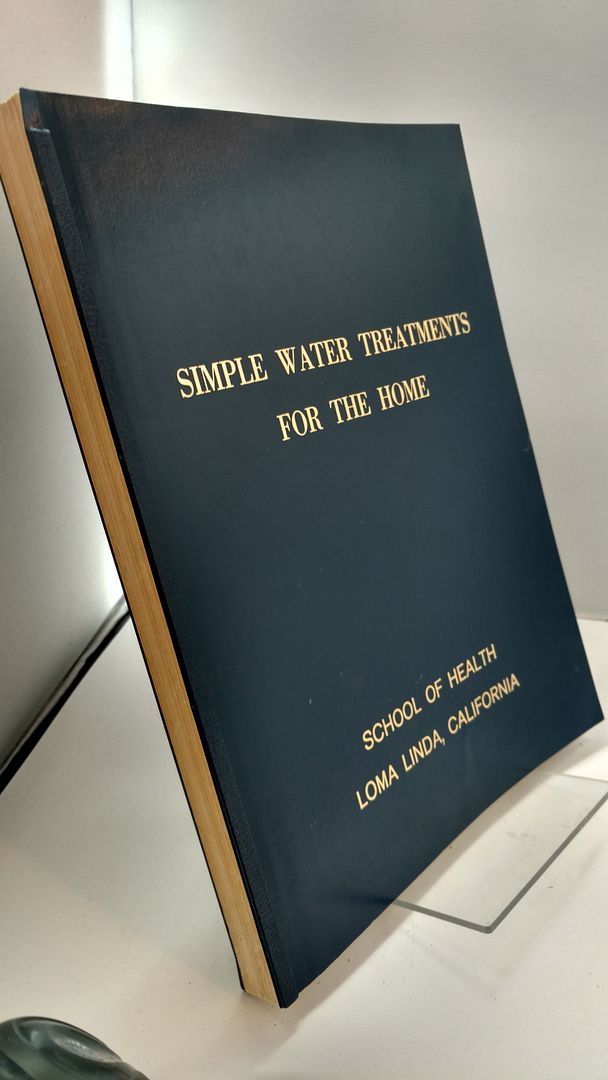 SIMPLE WATER TREATMENTS
FOR THE HOME
SCHOOL OF HEALTH
LOMA LINDA, CALIFORNIA